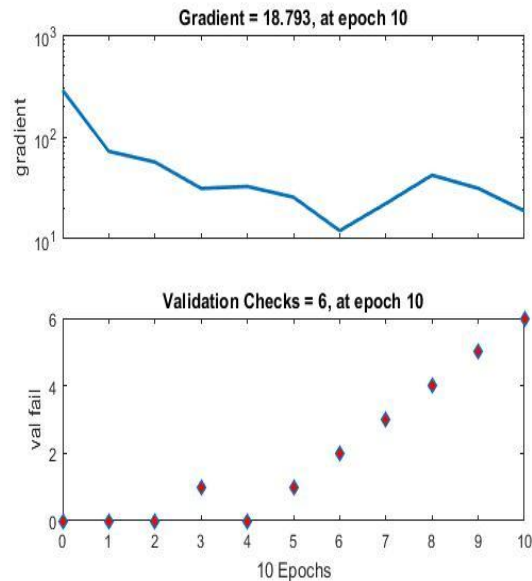 Gradient = 18.793, at epoch 10
10³
10²
10¹
gradient
Validation Checks = 6, at epoch 10
6
4
2
0
val fail
0 1 2 3 4 5 6 7 8 9 10
10 Epochs